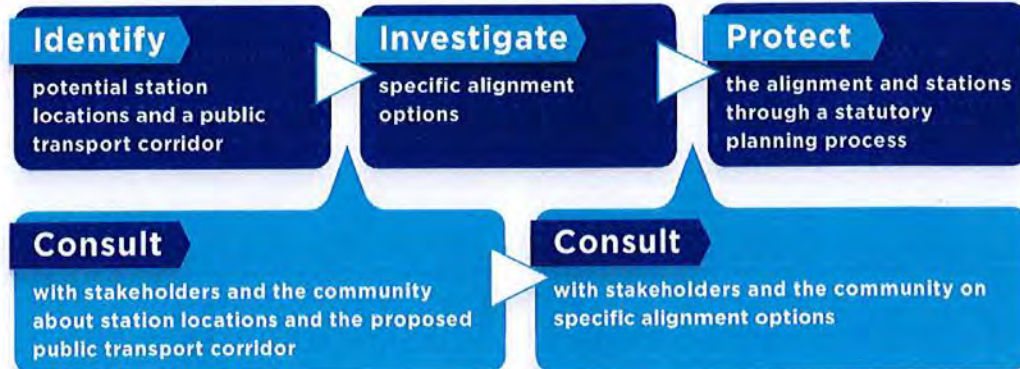 Identify
potential station
locations and a public
transport corridor
Investigate
specific alignment
options
Protect
the alignment and stations
through a statutory
planning process
Consult
with stakeholders and the community
about station locations and the proposed
public transport corridor
Consult
with stakeholders and the community on
specific alignment options